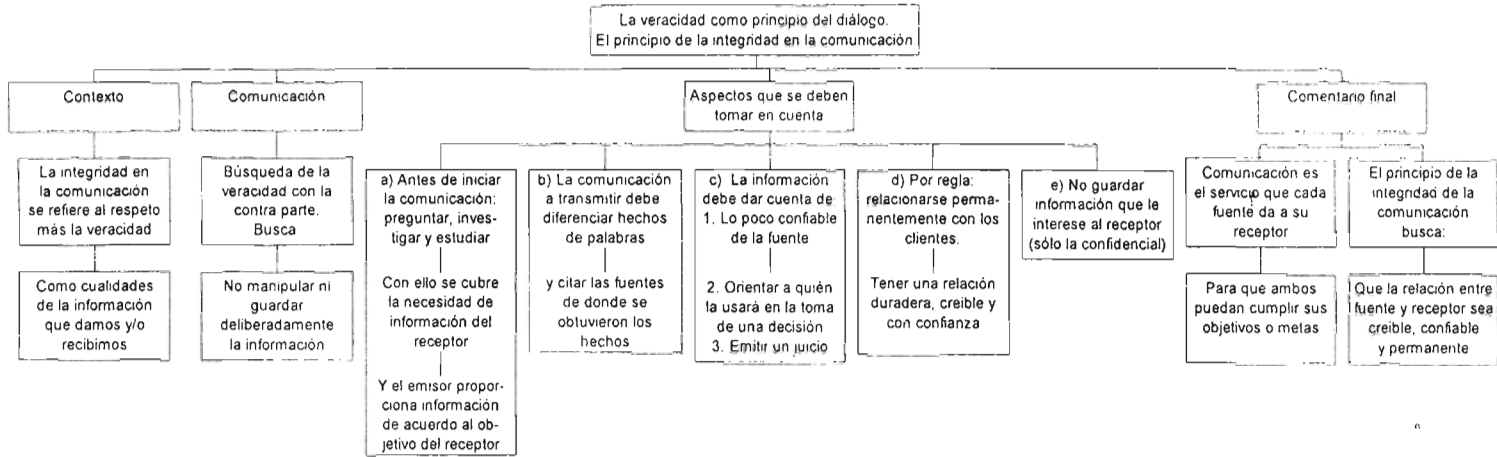 La veracidad como principio del diálogo.
El principio de la integridad en la comunicación
Contexto
La integridad en
la comunicación
se refiere al respeto
más la veracidad
Como cualidades
de la información
que damos y/o
recibimos
Comunicación
Búsqueda de la
veracidad con la
contra parte.
Busca
No manipular ni
guardar
deliberadamente
la información
Aspectos que se deben
tomar en cuenta
a) Antes de iniciar
la comunicación:
preguntar, inves-
tigar y estudiar
Con ello se cubre
la necesidad de
información del
receptor
Y el emisor propor-
ciona información
de acuerdo al ob-
jetivo del receptor
b) La comunicación
a transmitir debe
diferenciar hechos
de palabras
y citar las fuentes
de donde se
obtuvieron los
hechos
c) La información
debe dar cuenta de
1. Lo poco confiable
de la fuente
2. Orientar a quién
la usará en la toma
de una decisión
3. Emitir un juicio
d) Por regla:
relacionarse perma-
nentemente con los
clientes.
Tener una relación
duradera, creible y
con confianza
e) No guardar
información que le
interese al receptor
(sólo la confidencial)
Comentario final
Comunicación es
el servicio que cada
fuente da a su
receptor
Para que ambos
puedan cumplir sus
objetivos o metas
El principio de la
integridad de la
comunicación
busca:
Que la relación entre
fuente y receptor sea
creible, confiable
y permanente